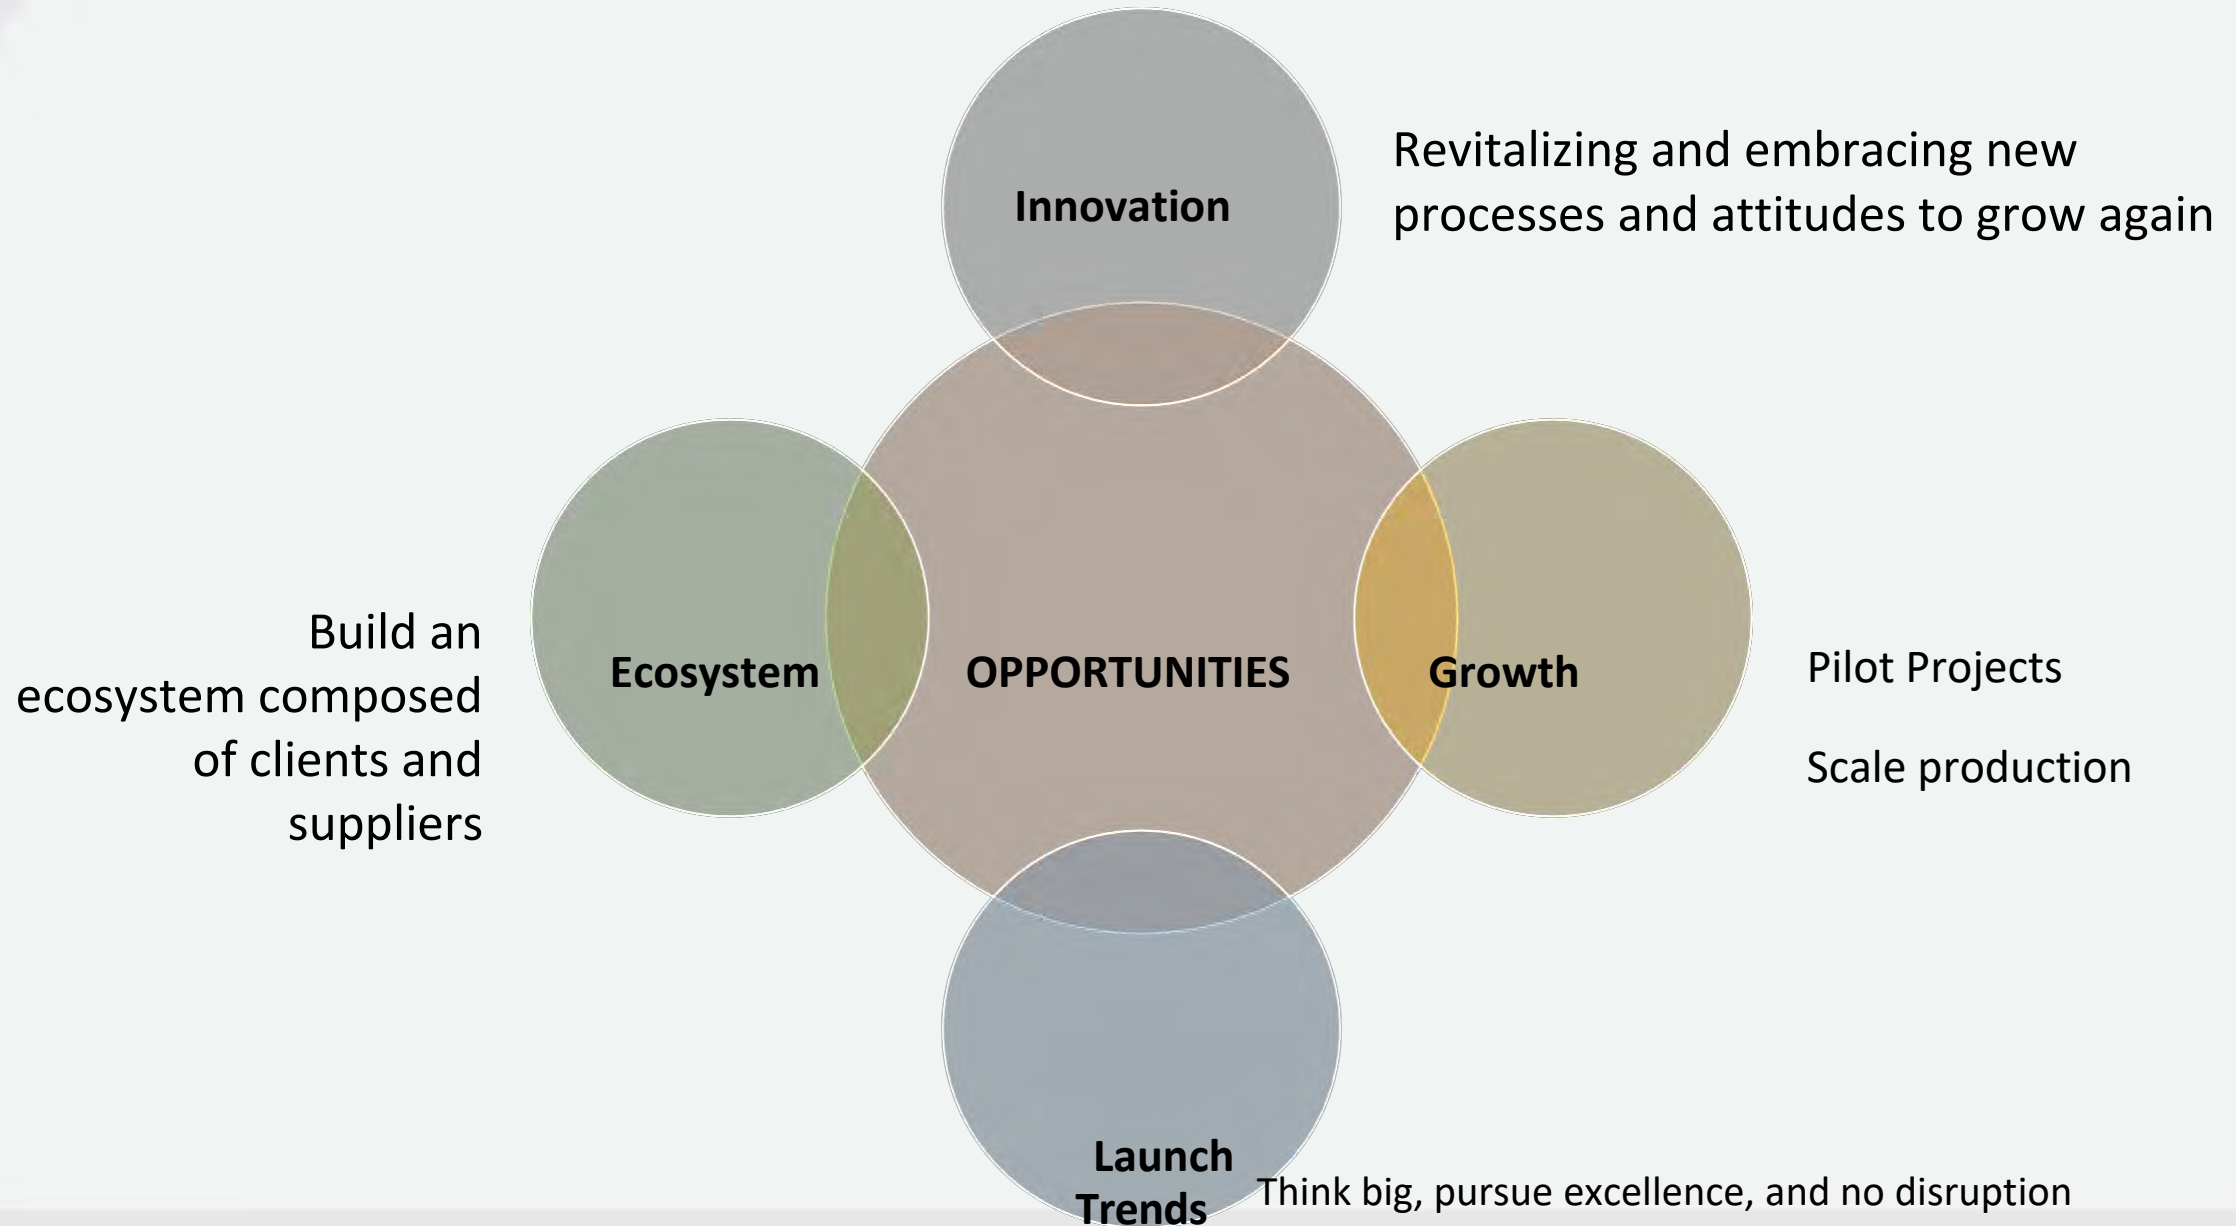 Innovation
Revitalizing and embracing new
processes and attitudes to grow again
Build an
ecosystem composed
of clients and
suppliers
Ecosystem
OPPORTUNITIES
Growth
Pilot Projects
Scale production
Launch
Trends
Think big, pursue excellence, and no disruption